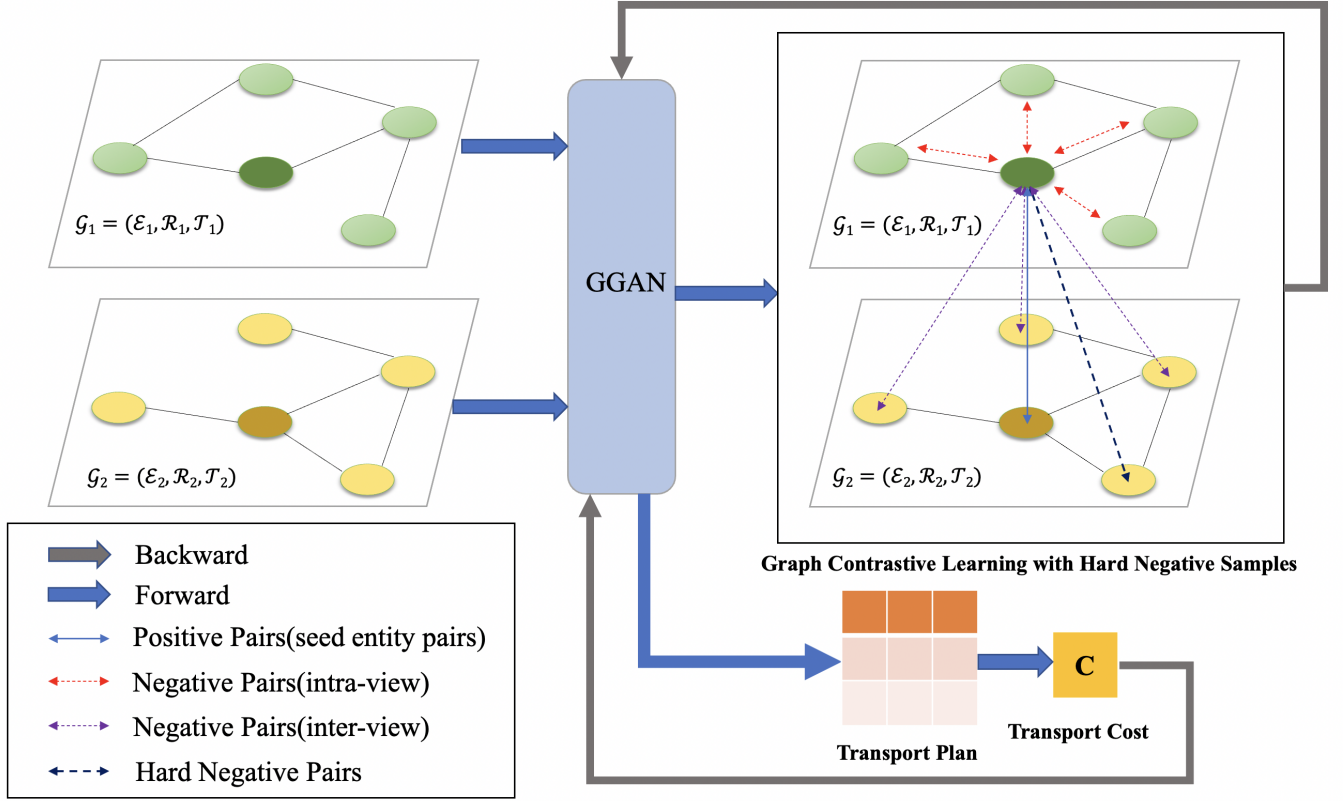 𝒢₁ = (ℰ₁, ℛ₁, 𝒯₁)
𝒢₂ = (ℰ₂, ℛ₂, 𝒯₂)
GGAN
𝒢₁ = (ℰ₁, ℛ₁, 𝒯₁)
𝒢₂ = (ℰ₂, ℛ₂, 𝒯₂)
Graph Contrastive Learning with Hard Negative Samples
Backward
Forward
Positive Pairs(seed entity pairs)
Negative Pairs(intra-view)
Negative Pairs(inter-view)
Hard Negative Pairs
Transport Plan
C
Transport Cost